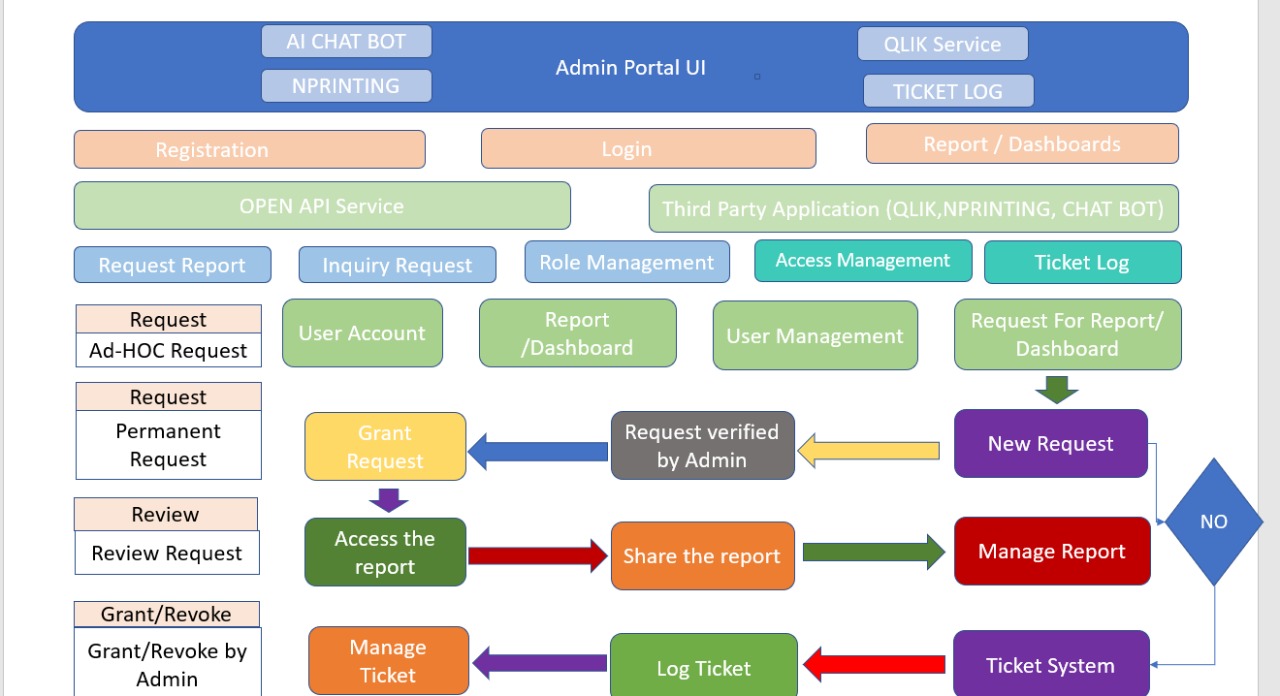 AI CHAT BOT
NPRINTING
Admin Portal UI
QLIK Service
TICKET LOG
Registration
Login
Report / Dashboards
OPEN API Service
Third Party Application (QLIK,NPRINTING, CHAT BOT)
Request Report
Inquiry Request
Role Management
Access Management
Ticket Log
Request
Ad-HOC Request
User Account
Report
/Dashboard
User Management
Request For Report/
Dashboard
Request
Permanent
Request
Grant
Request
Request verified
by Admin
New Request
NO
Review
Review Request
Access the
report
Share the report
Manage Report
Grant/Revoke
Grant/Revoke by
Admin
Manage
Ticket
Log Ticket
Ticket System